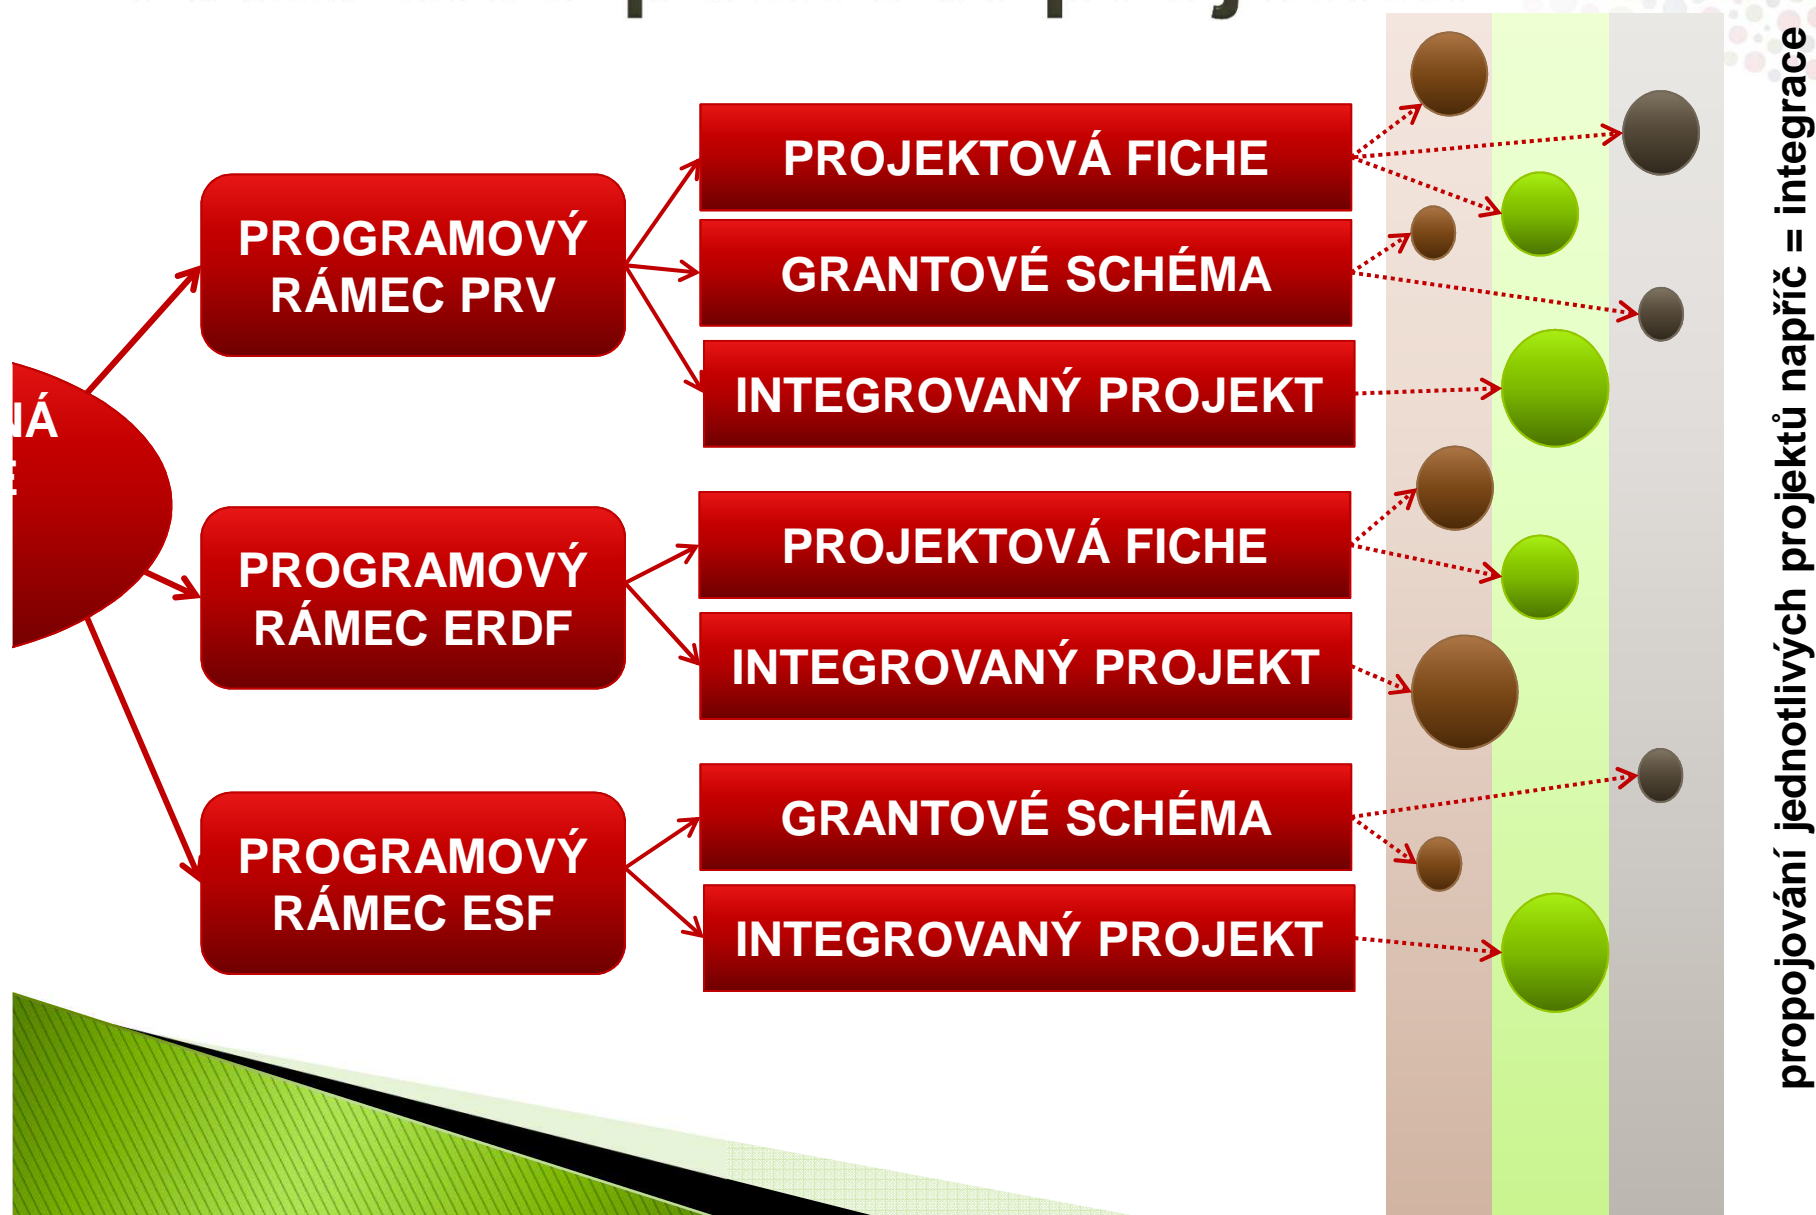 PROGRAMOVÝ
RÁMEC PRV
PROJEKTOVÁ FICHE
GRANTOVÉ SCHÉMA
INTEGROVANÝ PROJEKT
PROGRAMOVÝ
RÁMEC ERDF
PROJEKTOVÁ FICHE
INTEGROVANÝ PROJEKT
PROGRAMOVÝ
RÁMEC ESF
GRANTOVÉ SCHÉMA
INTEGROVANÝ PROJEKT
propojování jednotlivých projektů napříč = integrace